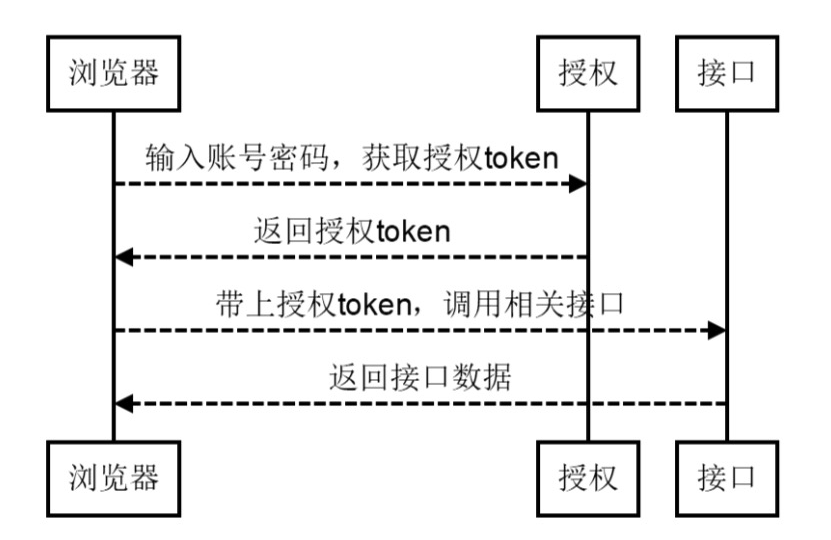 浏览器
授权
接口
输入账号密码，获取授权token
返回授权token
带上授权token，调用相关接口
返回接口数据
浏览器
授权
接口